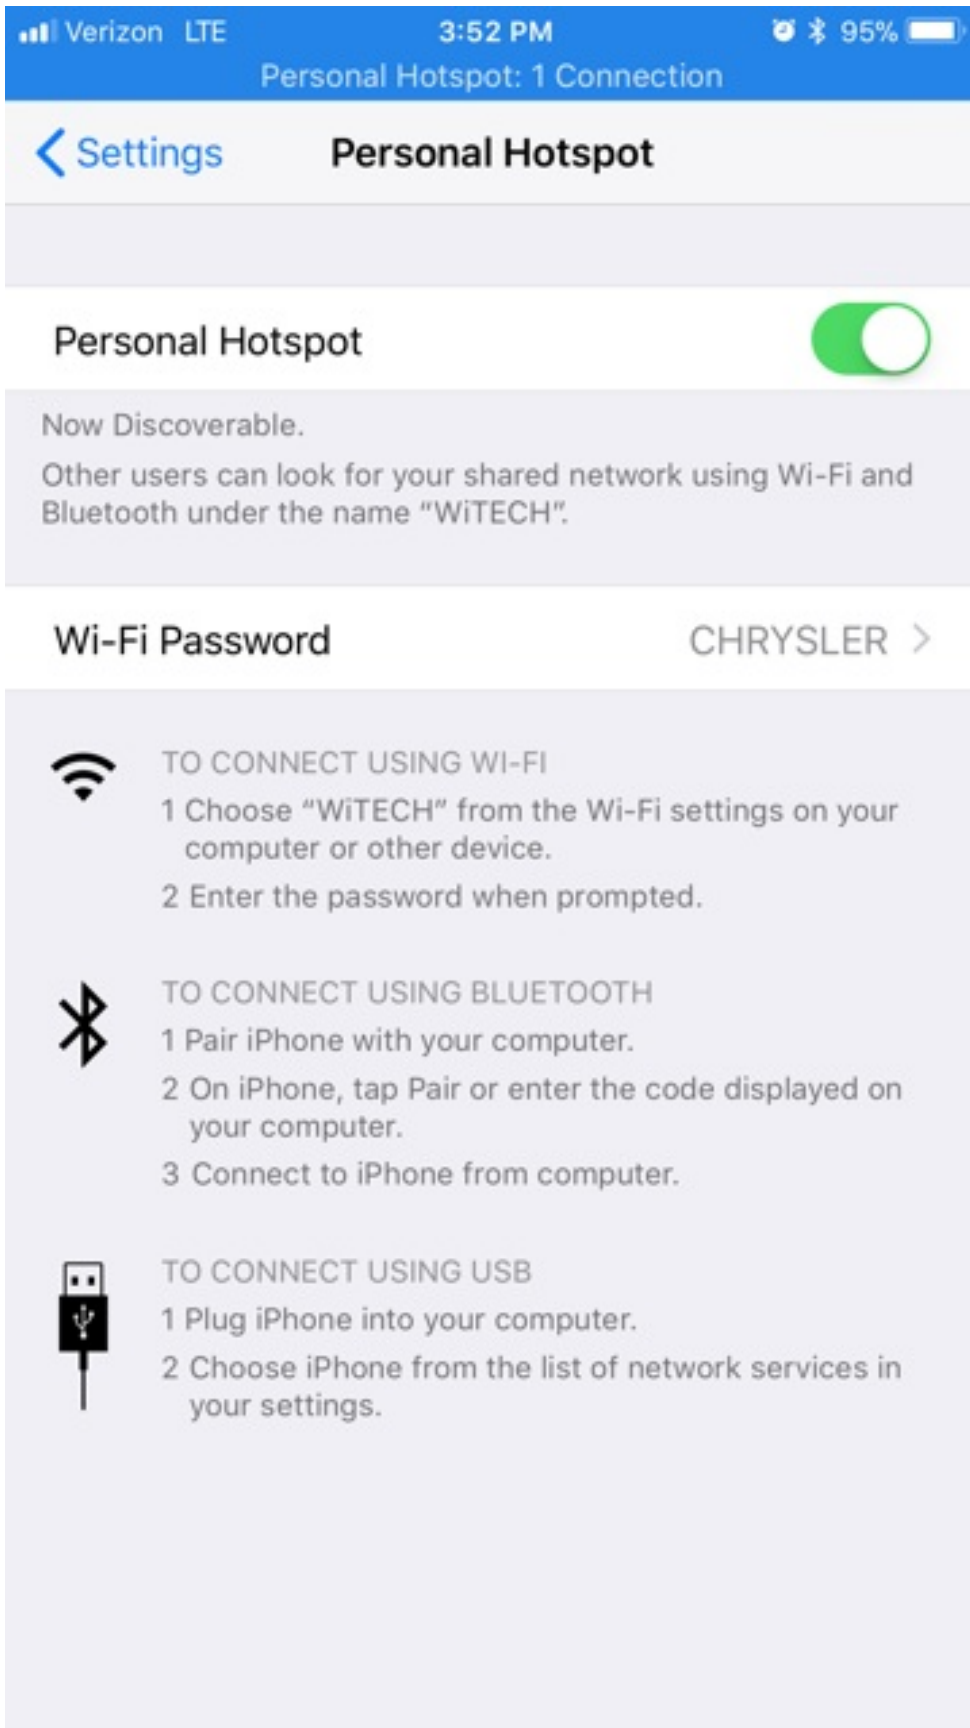 Verizon LTE 3:52 PM 95%
Personal Hotspot: 1 Connection
Settings Personal Hotspot
Personal Hotspot
Now Discoverable.
Other users can look for your shared network using Wi-Fi and
Bluetooth under the name “WiTECH”.
Wi-Fi Password CHRYSLER
TO CONNECT USING WI-FI
1 Choose “WiTECH” from the Wi-Fi settings on your
computer or other device.
2 Enter the password when prompted.
TO CONNECT USING BLUETOOTH
1 Pair iPhone with your computer.
2 On iPhone, tap Pair or enter the code displayed on
your computer.
3 Connect to iPhone from computer.
TO CONNECT USING USB
1 Plug iPhone into your computer.
2 Choose iPhone from the list of network services in
your settings.